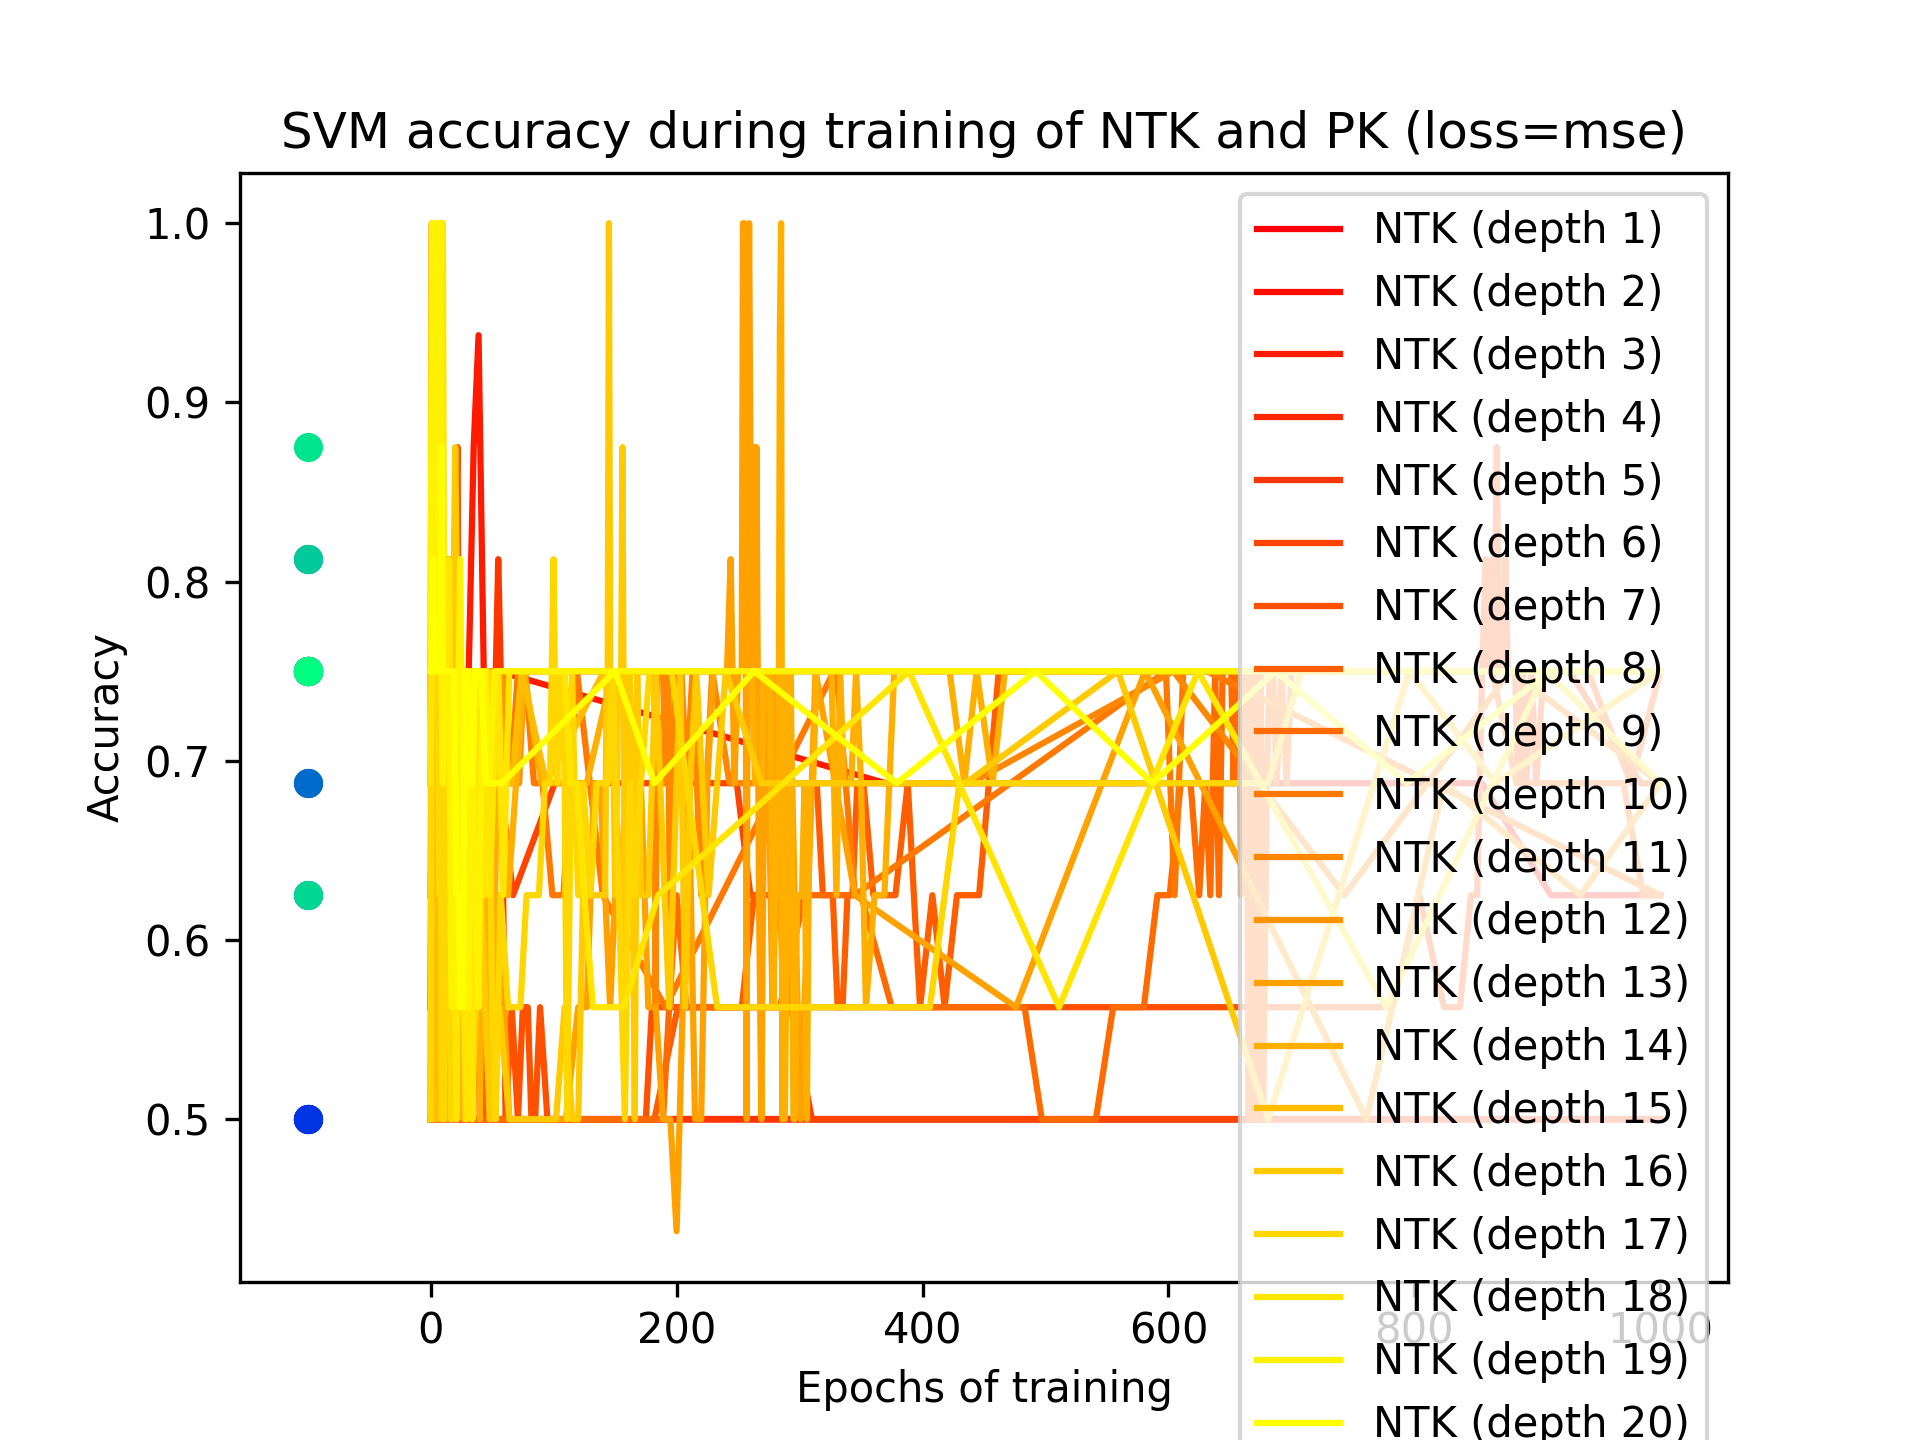 SVM accuracy during training of NTK and PK (loss=mse)
1.0
0.9
0.8
0.7
0.6
0.5
Accuracy
0
200
400
600
800
1000
Epochs of training
NTK (depth 1)
NTK (depth 2)
NTK (depth 3)
NTK (depth 4)
NTK (depth 5)
NTK (depth 6)
NTK (depth 7)
NTK (depth 8)
NTK (depth 9)
NTK (depth 10)
NTK (depth 11)
NTK (depth 12)
NTK (depth 13)
NTK (depth 14)
NTK (depth 15)
NTK (depth 16)
NTK (depth 17)
NTK (depth 18)
NTK (depth 19)
NTK (depth 20)